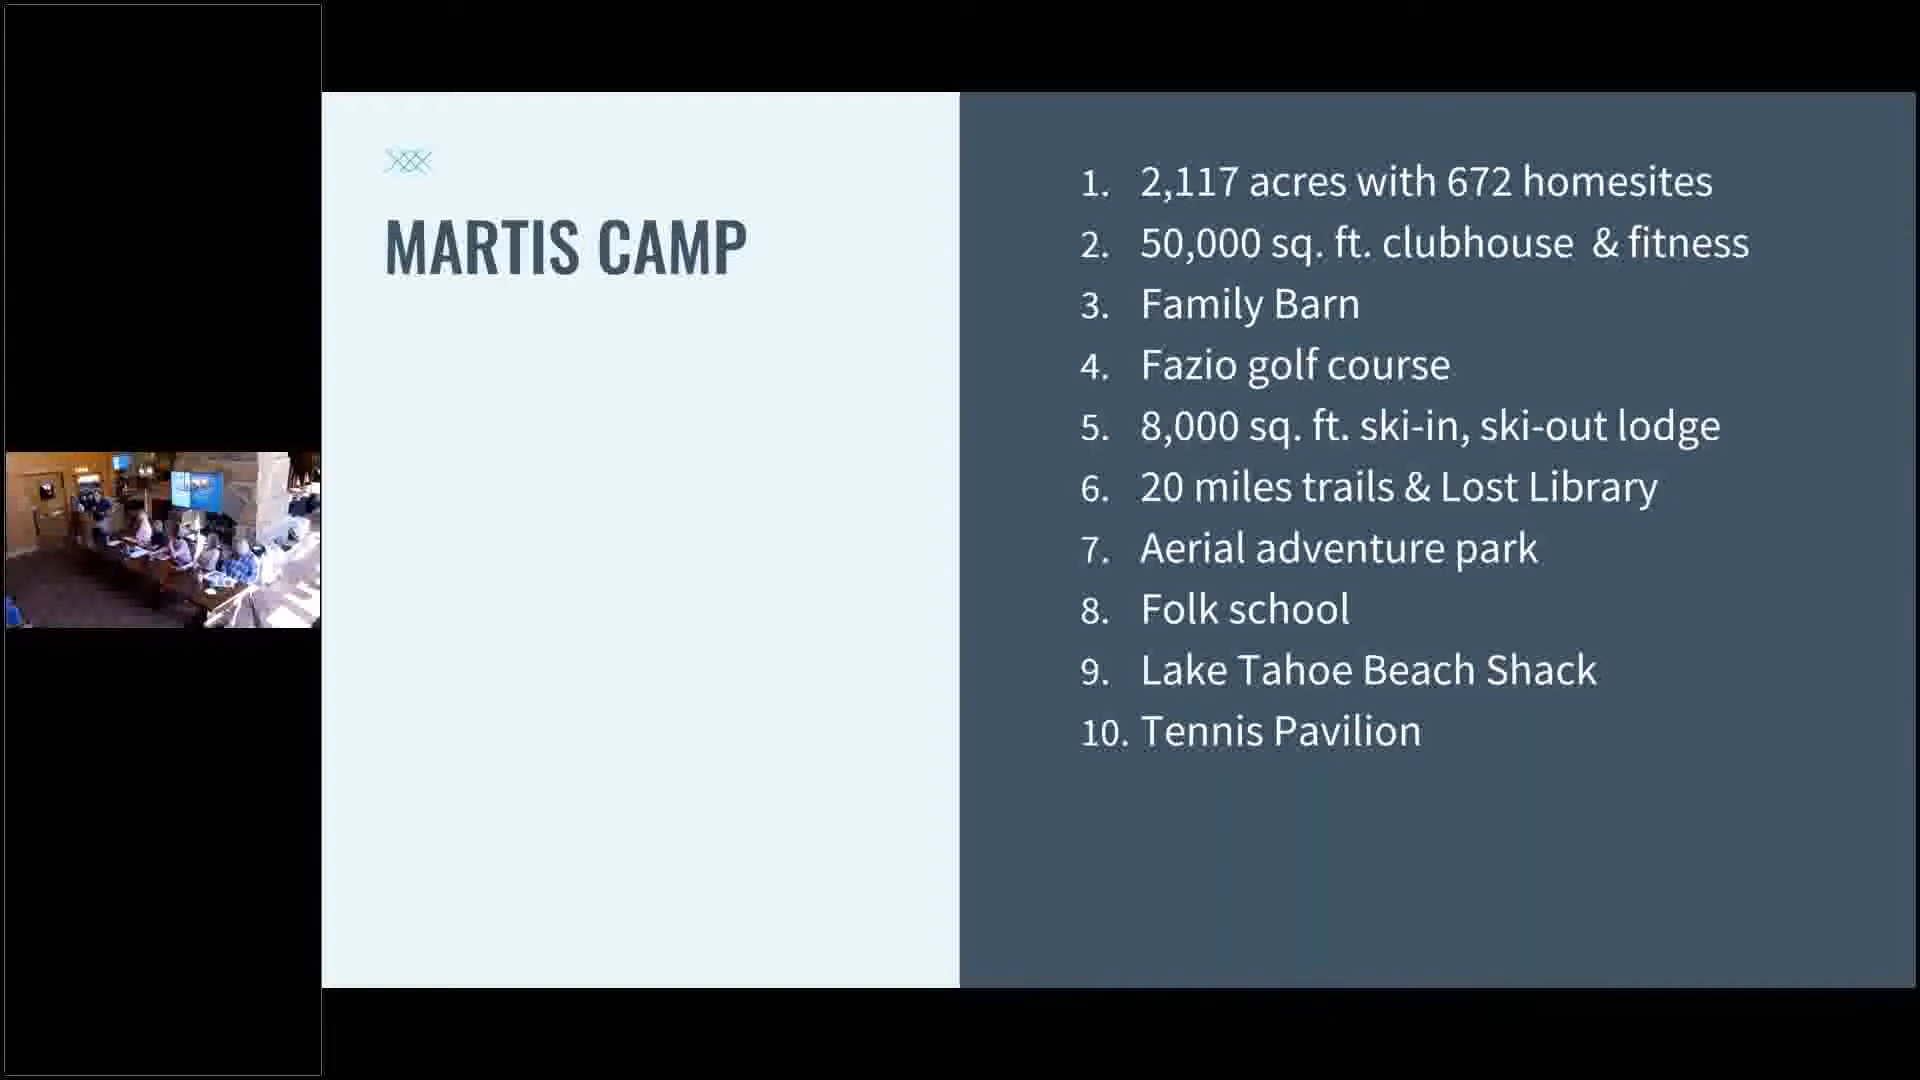 MARTIS CAMP
1. 2,117 acres with 672 homesites
2. 50,000 sq. ft. clubhouse & fitness
3. Family Barn
4. Fazio golf course
5. 8,000 sq. ft. ski-in, ski-out lodge
6. 20 miles trails & Lost Library
7. Aerial adventure park
8. Folk school
9. Lake Tahoe Beach Shack
10. Tennis Pavilion